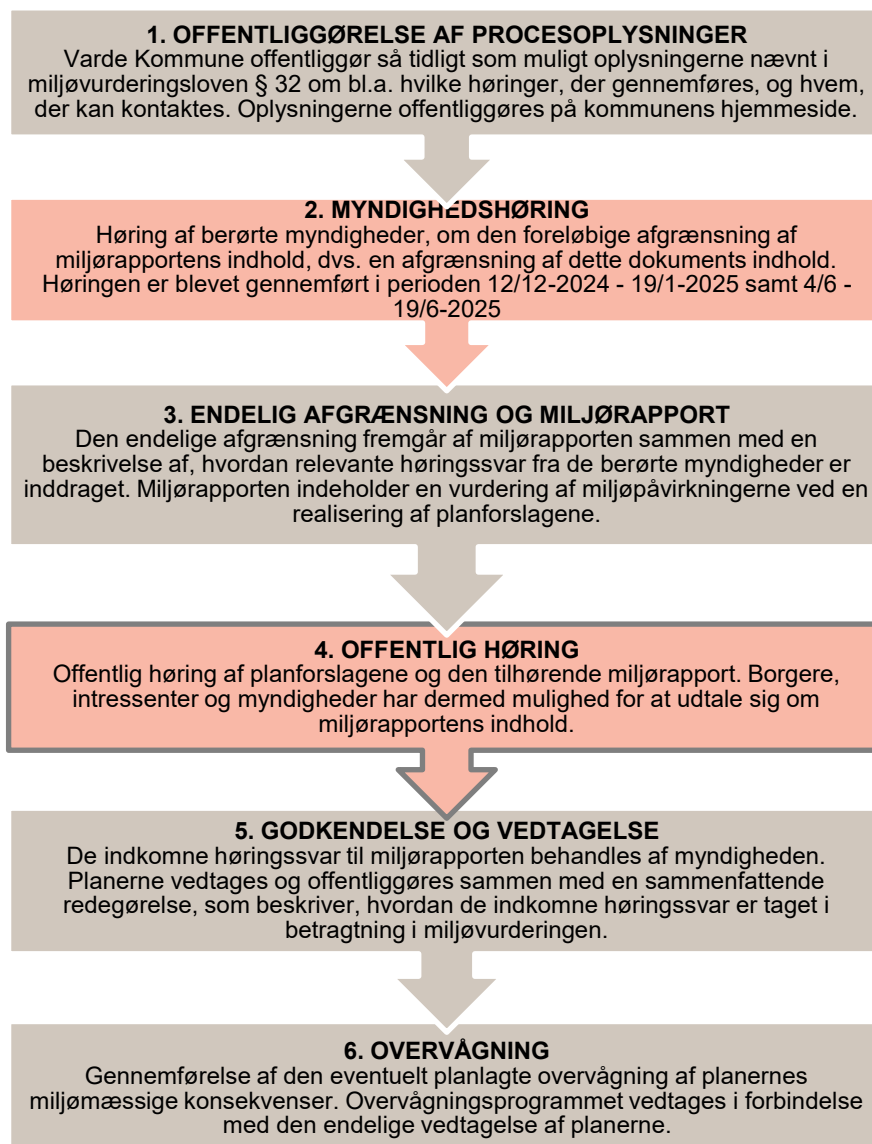 1. OFFENTLIGGØRELSE AF PROCESOPLYSNINGER
Varde Kommune offentliggør så tidligt som muligt oplysningerne nævnt i
miljøvurderingsloven § 32 om bl.a. hvilke høringer, der gennemføres, og hvem,
der kan kontaktes. Oplysningerne offentliggøres på kommunens hjemmeside.
2. MYNDIGHEDSHØRING
Høring af berørte myndigheder, om den foreløbige afgrænsning af
miljørapportens indhold, dvs. en afgrænsning af dette dokuments indhold.
Høringen er blevet gennemført i perioden 12/12-2024 - 19/1-2025 samt 4/6 -
19/6-2025
3. ENDELIG AFGRÆNSNING OG MILJØRAPPORT
Den endelige afgrænsning fremgår af miljørapporten sammen med en
beskrivelse af, hvordan relevante høringssvar fra de berørte myndigheder er
inddraget. Miljørapporten indeholder en vurdering af miljøpåvirkningerne ved en
realisering af planforslagene.
4. OFFENTLIG HØRING
Offentlig høring af planforslagene og den tilhørende miljørapport. Borgere,
intressenter og myndigheder har dermed mulighed for at udtale sig om
miljørapportens indhold.
5. GODKENDELSE OG VEDTAGELSE
De indkomne høringssvar til miljørapporten behandles af myndigheden.
Planerne vedtages og offentliggøres sammen med en sammenfattende
redegørelse, som beskriver, hvordan de indkomne høringssvar er taget i
betragtning i miljøvurderingen.
6. OVERVÅGNING
Gennemførelse af den eventuelt planlagte overvågning af planernes
miljømæssige konsekvenser. Overvågningsprogrammet vedtages i forbindelse
med den endelige vedtagelse af planerne.